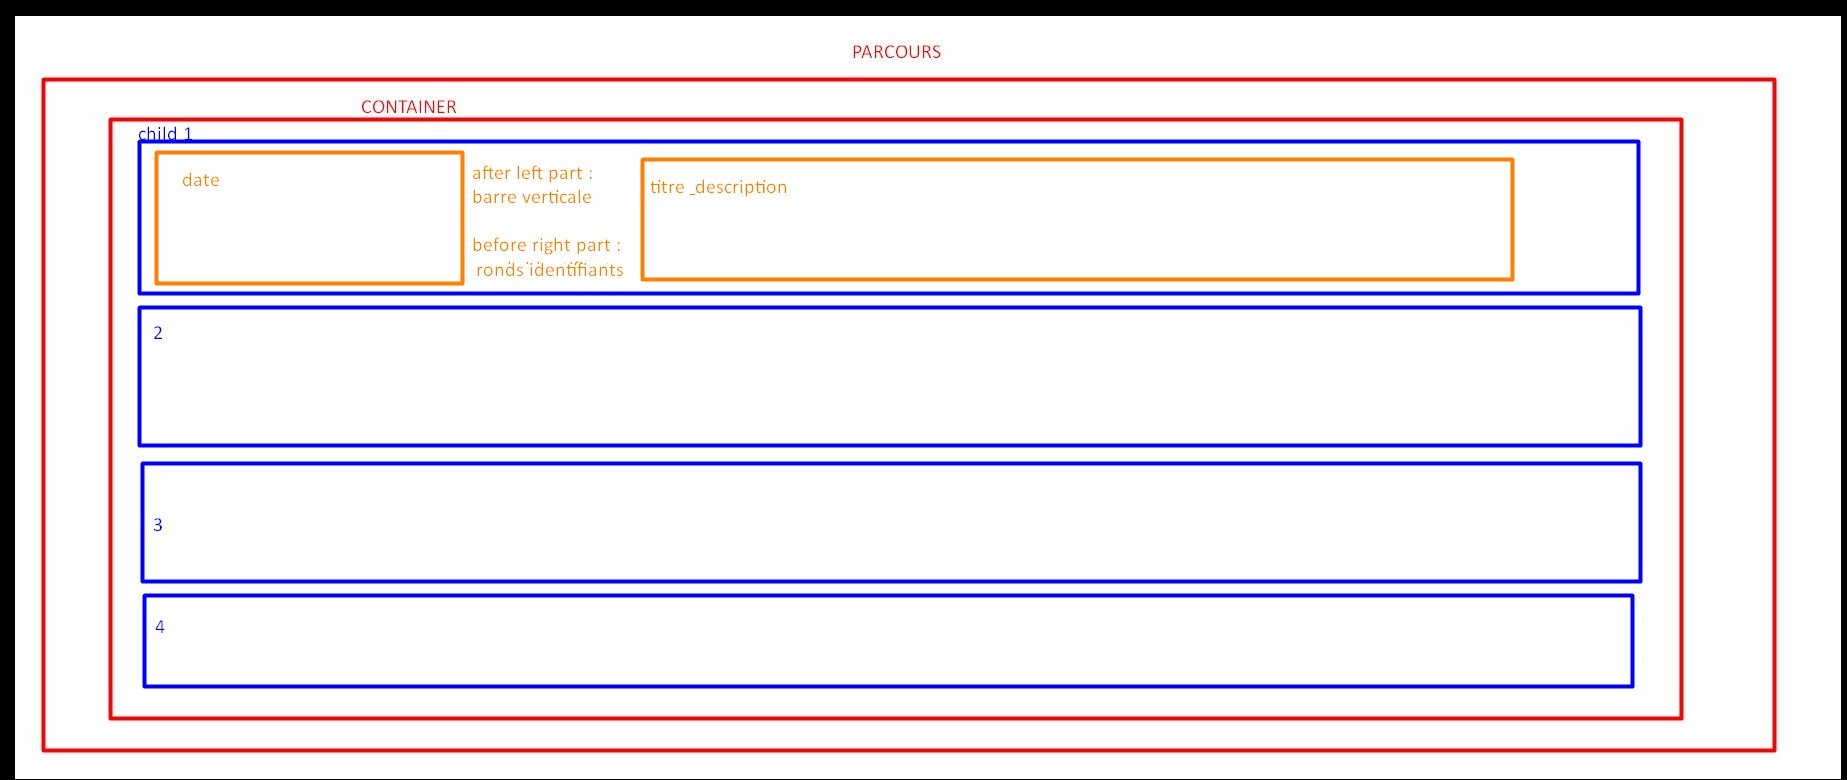 PARCOURS
CONTAINER
child 1
date
after left part :
barre verticale
before right part :
ronds identifiants
titre _description
2
3
4